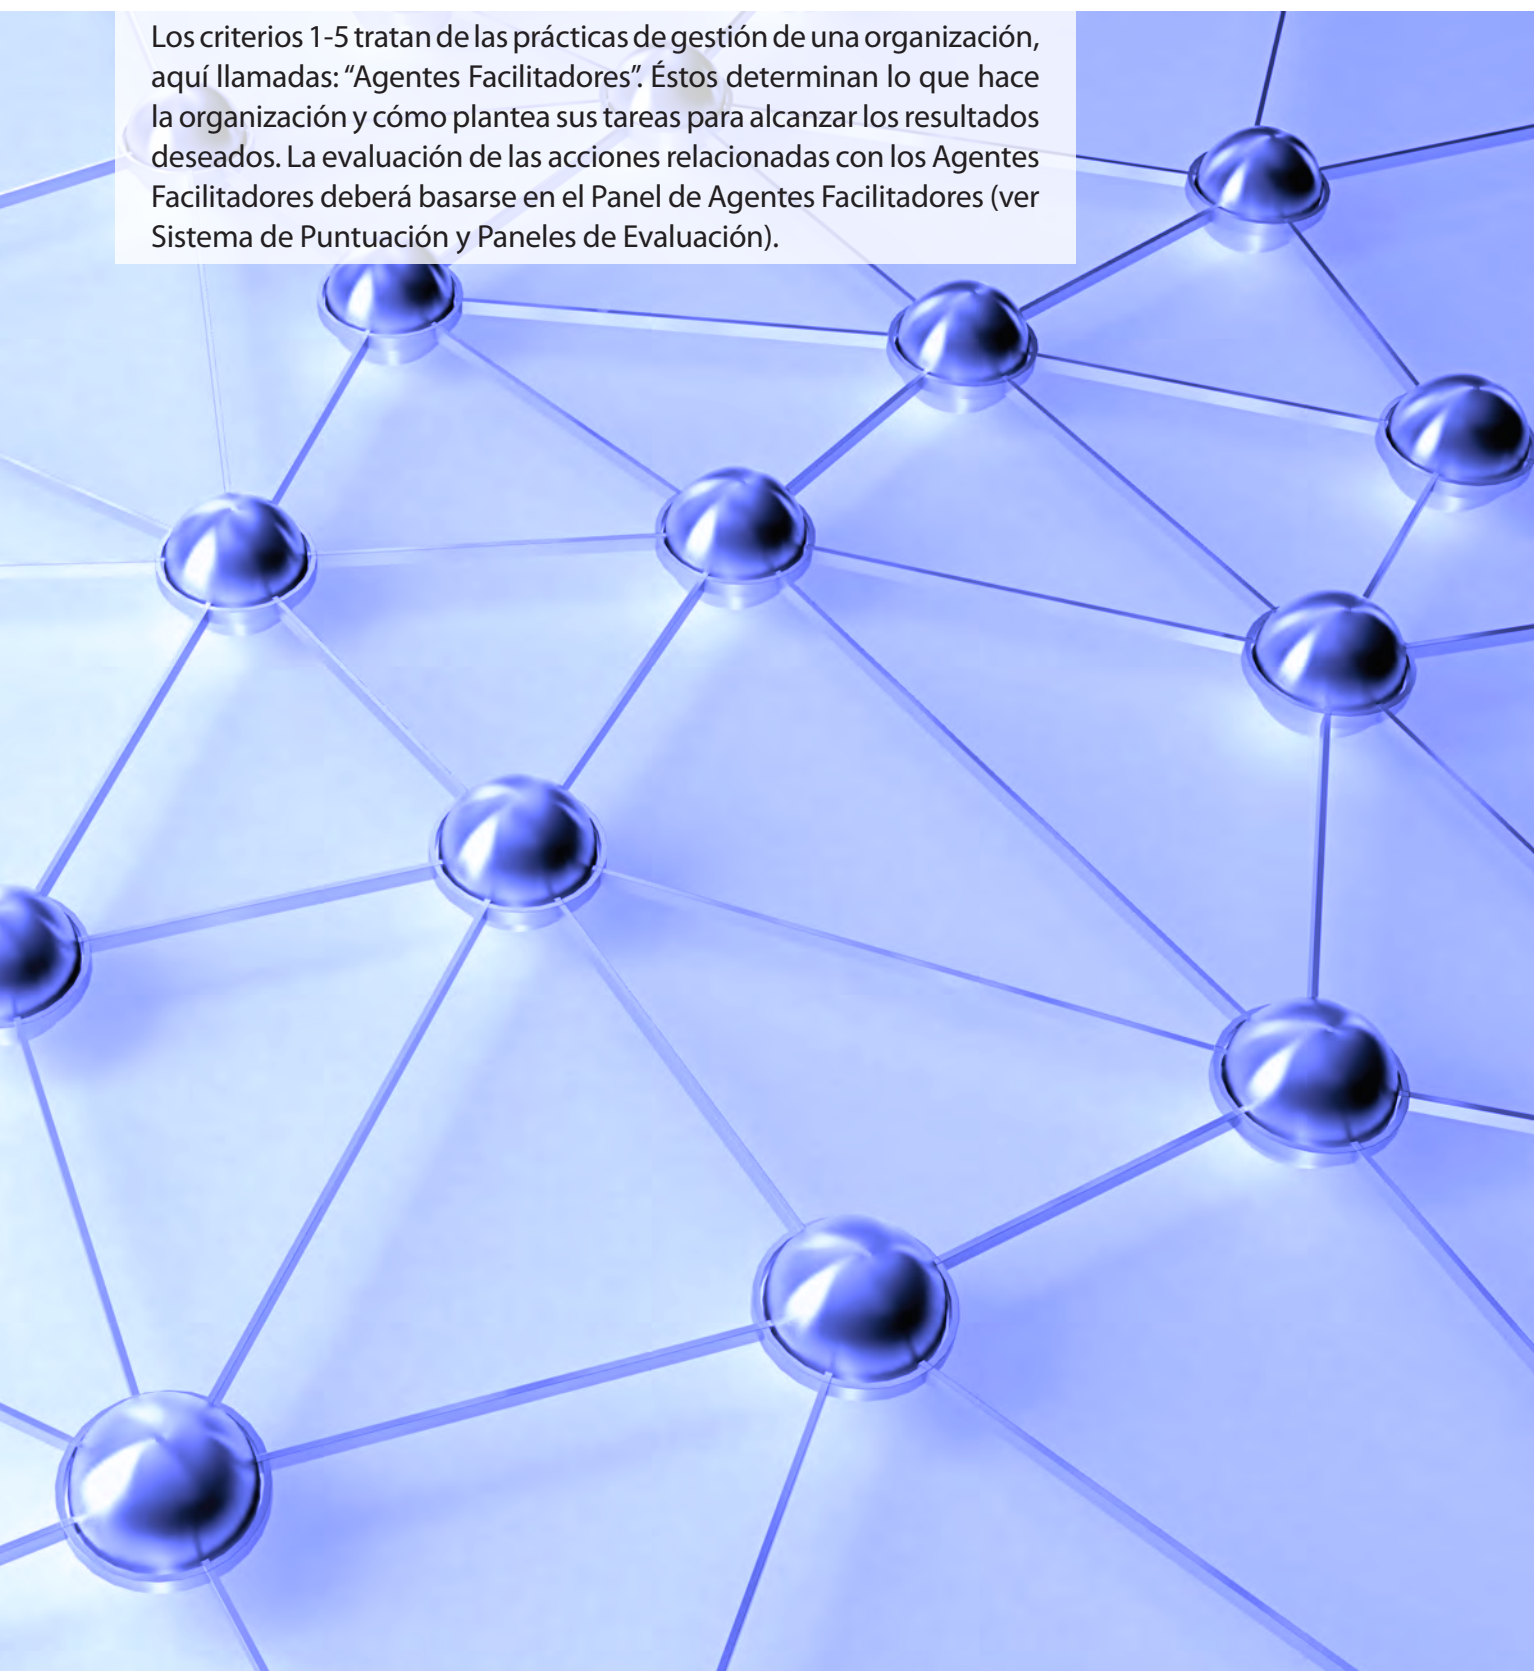 Los criterios 1-5 tratan de las prácticas de gestión de una organización,
aquí llamadas: “Agentes Facilitadores”. Éstos determinan lo que hace
la organización y cómo plantea sus tareas para alcanzar los resultados
deseados. La evaluación de las acciones relacionadas con los Agentes
Facilitadores deberá basarse en el Panel de Agentes Facilitadores (ver
Sistema de Puntuación y Paneles de Evaluación).